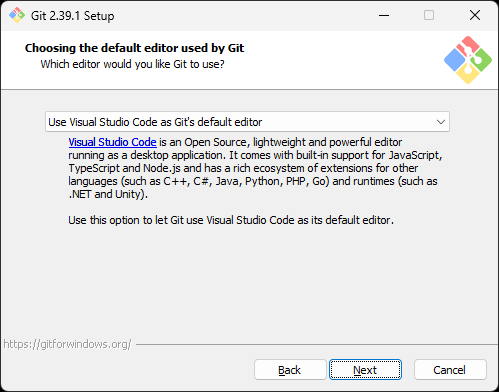 Git 2.39.1 Setup
Choosing the default editor used by Git
Which editor would you like Git to use?
Use Visual Studio Code as Git's default editor
Visual Studio Code is an Open Source, lightweight and powerful editor
running as a desktop application. It comes with built-in support for JavaScript,
TypeScript and Node.js and has a rich ecosystem of extensions for other
languages (such as C++, C#, Java, Python, PHP, Go) and runtimes (such as
.NET and Unity).
Use this option to let Git use Visual Studio Code as its default editor.
https://gitforwindows.org/
Back Next Cancel